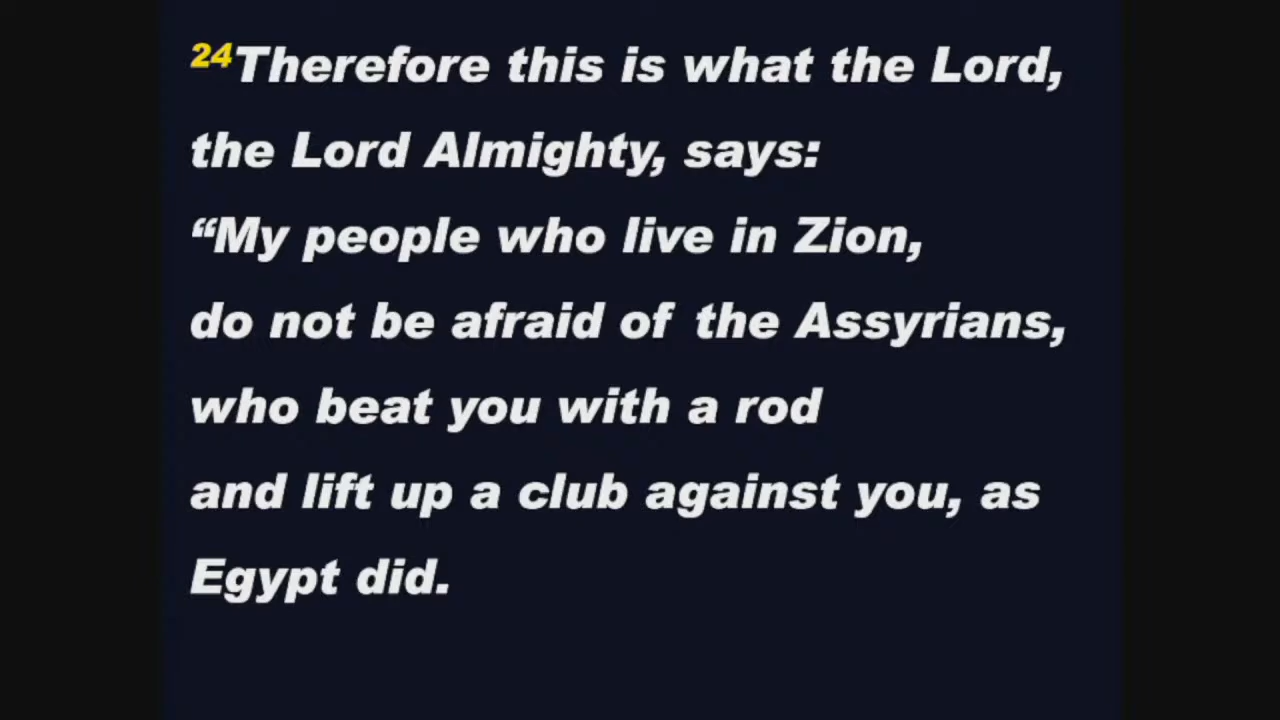 24Therefore this is what the Lord,
the Lord Almighty, says:
“My people who live in Zion,
do not be afraid of the Assyrians,
who beat you with a rod
and lift up a club against you, as
Egypt did.